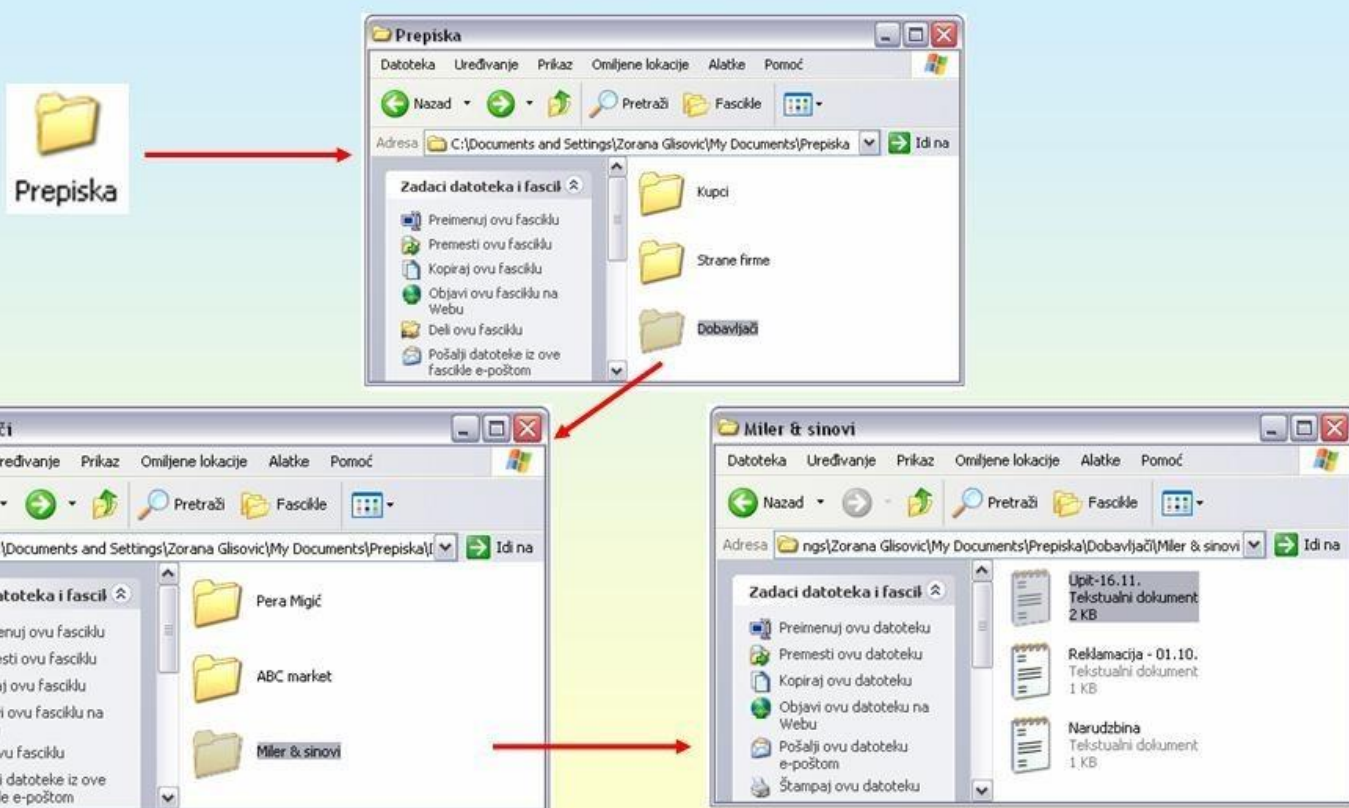 Prepiska
Prepiska
Datoteka Uređivanje Prikaz Omiljene lokacije Alatke Pomoć
Nazad Pretraži Fascikle
Adresa C:\Documents and Settings\Zorana Glisovic\My Documents\Prepiska Idi na
Zadaci datoteka i fascik
Preimenuj ovu fasciklu
Premesti ovu fasciklu
Kopiraj ovu fasciklu
Objavi ovu fasciklu na
Webu
Deli ovu fasciklu
Pošalji datoteke iz ove
fascikle e-poštom
Kupci
Strane firme
Dobavljači
či
ređivanje Prikaz Omiljene lokacije Alatke Pomoć
Pretraži Fascikle
\Documents and Settings\Zorana Glisovic\My Documents\Prepiska\ Idi na
atoteka i fascik
enuj ovu fasciklu
esti ovu fasciklu
aj ovu fasciklu
i ovu fasciklu na
vu fasciklu
i datoteke iz ove
le e-poštom
Pera Migić
ABC market
Miler & sinovi
Miler & sinovi
Datoteka Uređivanje Prikaz Omiljene lokacije Alatke Pomoć
Nazad Pretraži Fascikle
Adresa ngs\Zorana Glisovic\My Documents\Prepiska\Dobavljači\Miler & sinovi Idi na
Zadaci datoteka i fascik
Preimenuj ovu datoteku
Premesti ovu datoteku
Kopiraj ovu datoteku
Objavi ovu datoteku na
Webu
Pošalji ovu datoteku
e-poštom
Štampaj ovu datoteku
Upit-16.11.
Tekstualni dokument
2 KB
Reklamacija - 01.10.
Tekstualni dokument
1 KB
Narudzbina
Tekstualni dokument
1 KB